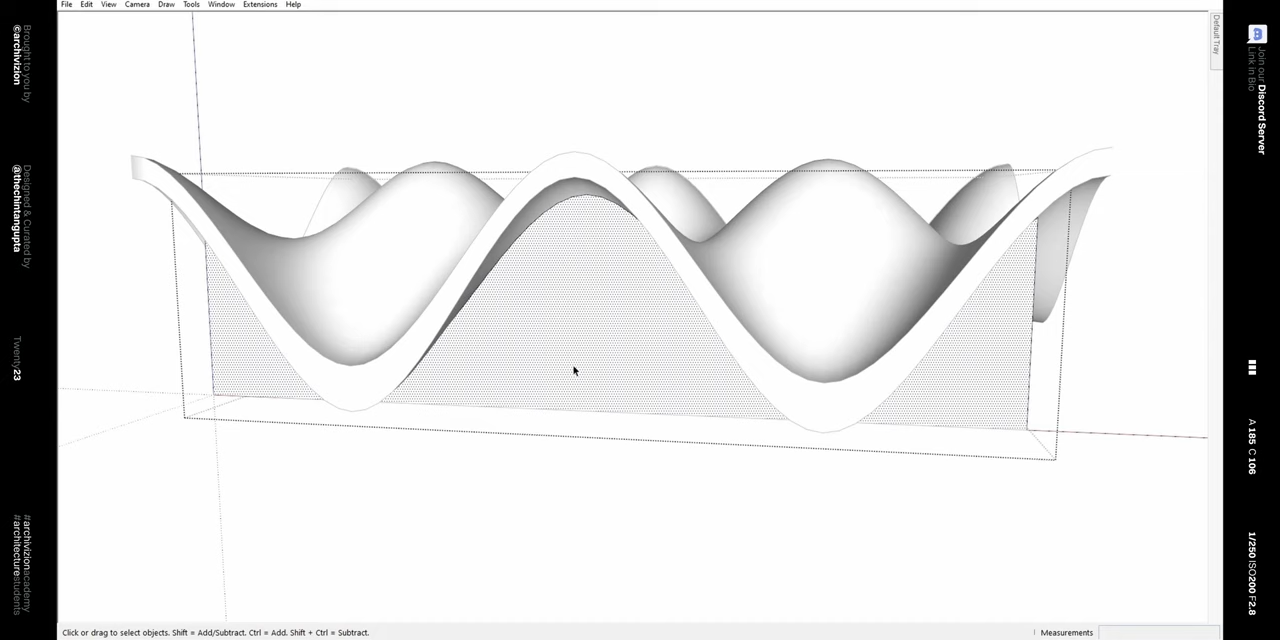 File Edit View Camera Draw Tools Window Extensions Help
Default Tray
Brought to you by
@archivizion
Designed & Curated by
@thechintangupta
Twenty23
#archivizionacademy
#architecturestudents
Join our Discord Server
Link in Bio
A 185 C 106
1/250 ISO200 F2.8
Click or drag to select objects. Shift = Add/Subtract. Ctrl = Add. Shift + Ctrl = Subtract.
Measurements